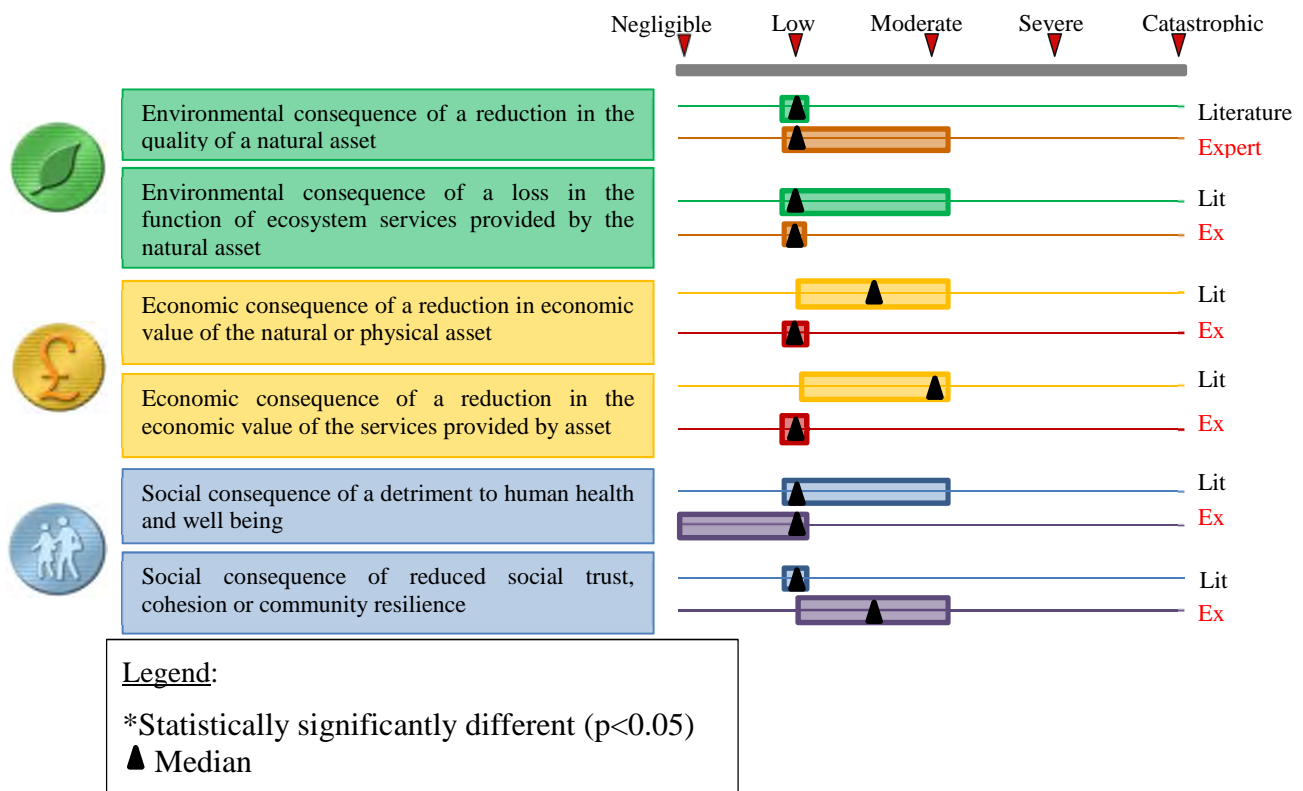 Negligible Low Moderate Severe Catastrophic
Environmental consequence of a reduction in the
quality of a natural asset
Literature
Expert
Environmental consequence of a loss in the
function of ecosystem services provided by the
natural asset
Lit
Ex
£
Economic consequence of a reduction in economic
value of the natural or physical asset
Lit
Ex
Economic consequence of a reduction in the
economic value of the services provided by asset
Lit
Ex
Social consequence of a detriment to human health
and well being
Lit
Ex
Social consequence of reduced social trust,
cohesion or community resilience
Lit
Ex
Legend:
*Statistically significantly different (p<0.05)
Median